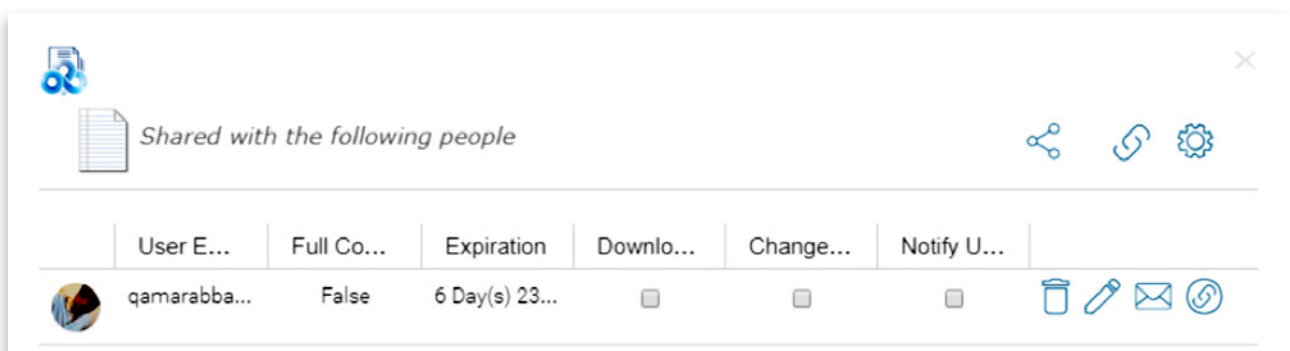 Shared with the following people
User E... Full Co... Expiration Downlo... Change... Notify U...
qamarabba... False 6 Day(s) 23...